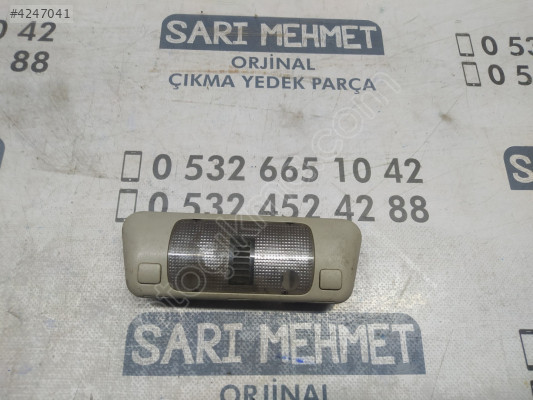 #4247041
0 42
2 88
SARI MEHMET
ORJİNAL
ÇIKMA YEDEK PARÇA
0 53
0 5
0 532 665 10 42
0 532 452 42 88
SARI MEHMET
ORJİNAL